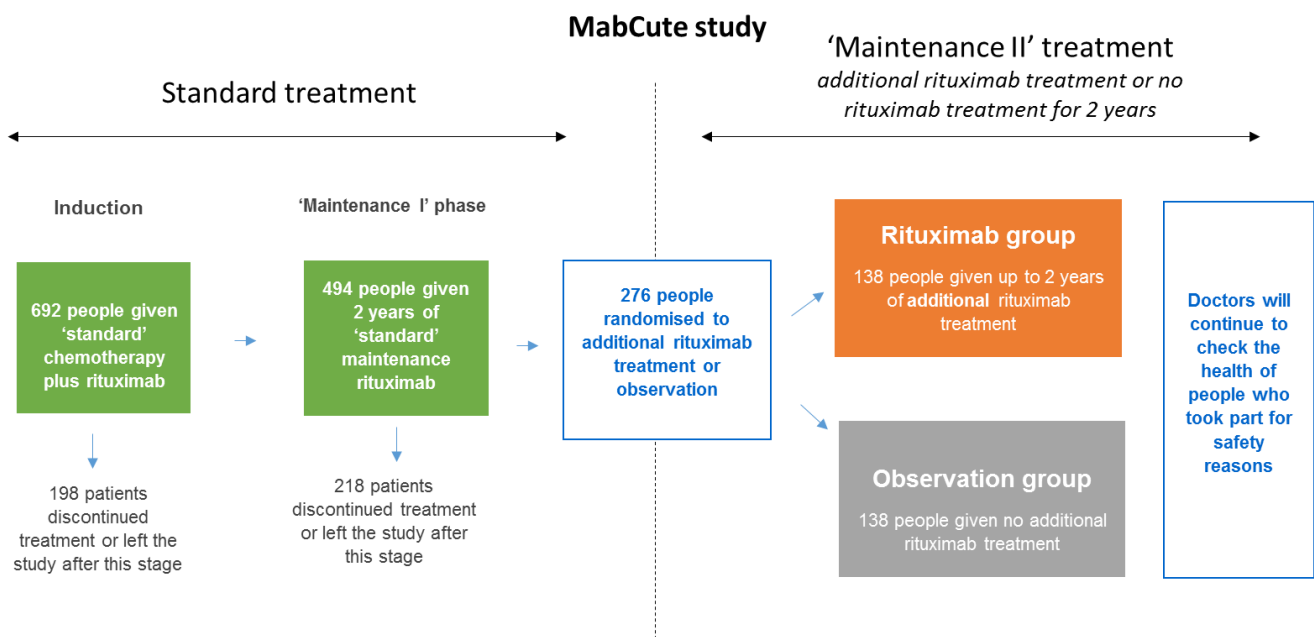 MabCute study
Standard treatment
‘Maintenance II’ treatment
additional rituximab treatment or no
rituximab treatment for 2 years
Induction
692 people given
‘standard’
chemotherapy
plus rituximab
198 patients
discontinued
treatment or left the
study after this stage
‘Maintenance I’ phase
494 people given
2 years of
‘standard’
maintenance
rituximab
218 patients
discontinued treatment
or left the study after
this stage
276 people
randomised to
additional rituximab
treatment or
observation
Rituximab group
138 people given up to 2 years
of additional rituximab
treatment
Observation group
138 people given no additional
rituximab treatment
Doctors will
continue to
check the
health of
people who
took part for
safety
reasons